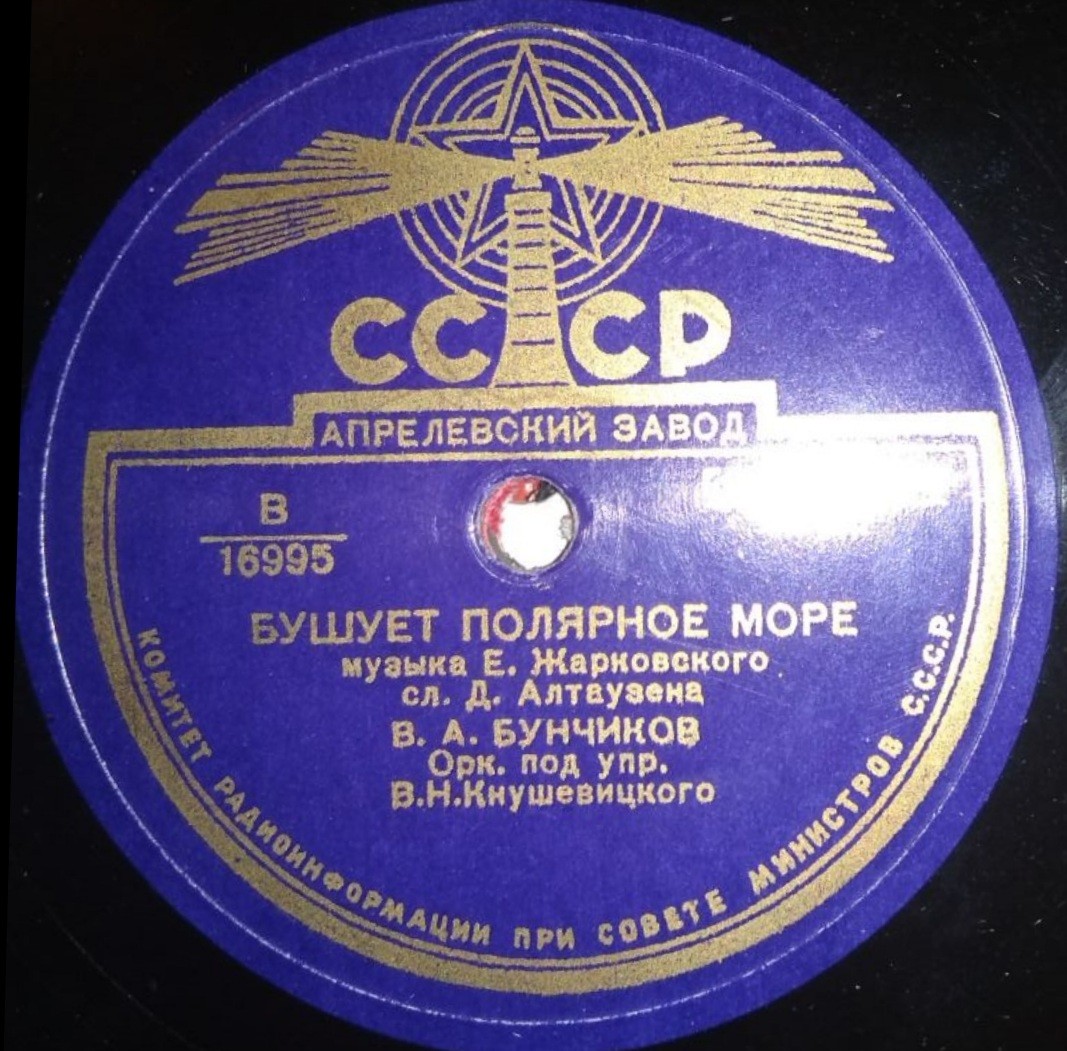 СССР
АПРЕЛЕВСКИЙ ЗАВОД
В
16995
БУШУЕТ ПОЛЯРНОЕ МОРЕ
музыка Е. Жарковского
сл. Д. Алтаузена
В. А. БУНЧИКОВ
Орк. под упр.
В.Н.Кнушевицкого
КОМИТЕТ РАДИОИНФОРМАЦИИ ПРИ СОВЕТЕ МИНИСТРОВ С.С.С.Р.